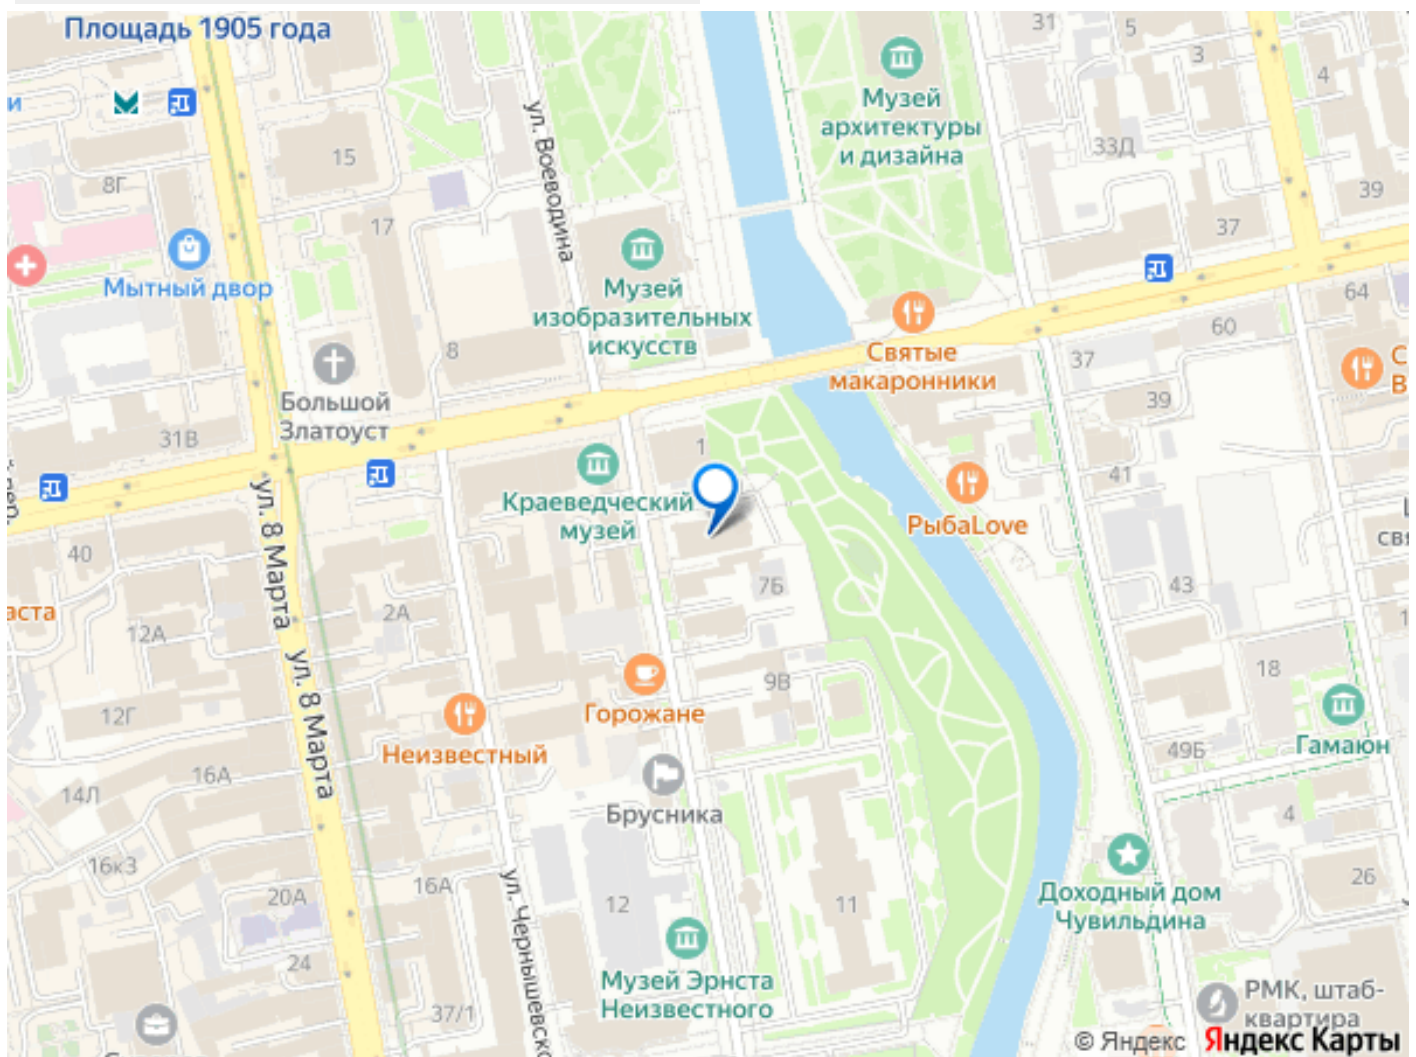 Площадь 1905 года
31
5
3
4
Музей
архитектуры
и дизайна
и
15
ул. Воеводина
33Д
8Г
39
17
37
Мытный двор
Музей
изобразительных
искусств
64
60
8
Святые
макаронники
37
С
В
Большой
Златоуст
39
31В
1
41
Краеведческий
музей
РыбаLove
ул. 8 Марта
40
43
7Б
аста
2А
12А
ул. 8 Марта
18
9В
12Г
Горожане
Гамаюн
Неизвестный
49Б
16А
14Л
Брусника
4
16к3
16А
26
20А
ул. Чернышевско
12
11
Доходный дом
Чувильдина
24
Музей Эрнста
Неизвестного
37/1
РМК, штаб-
квартира
© Яндекс Яндекс Карты